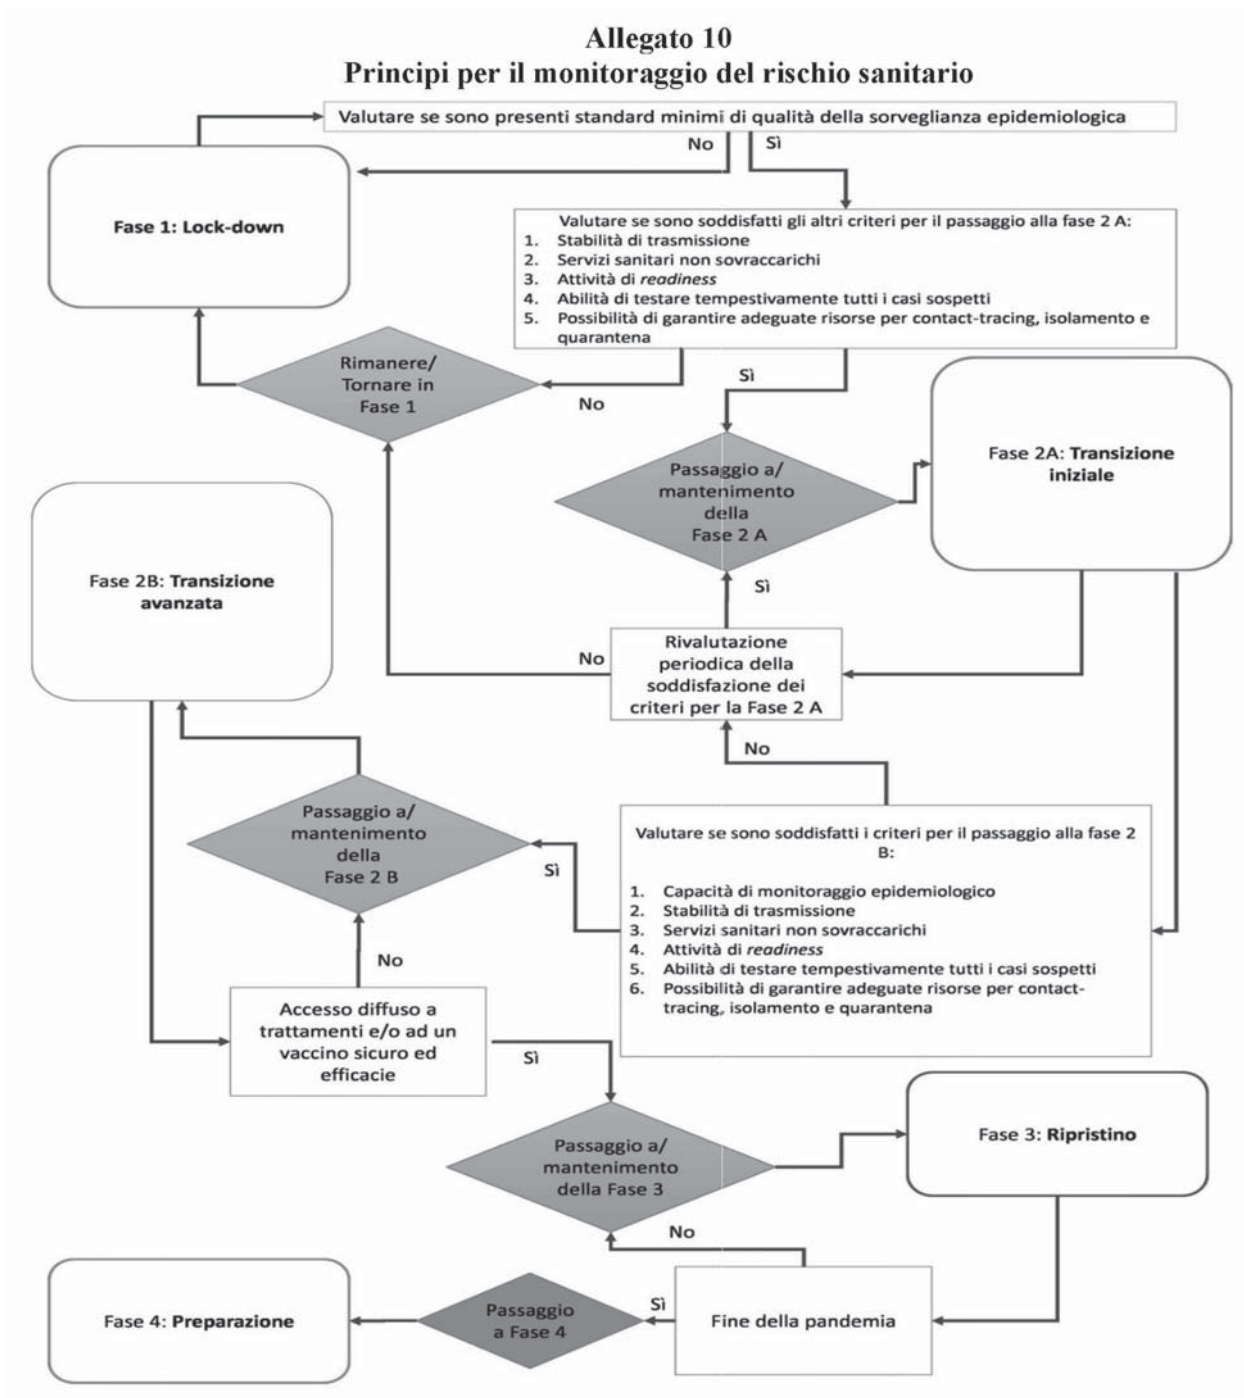 Allegato 10
Principi per il monitoraggio del rischio sanitario
Valutare se sono presenti standard minimi di qualità della sorveglianza epidemiologica
No
Sì
Fase 1: Lock-down
Valutare se sono soddisfatti gli altri criteri per il passaggio alla fase 2 A:
1. Stabilità di trasmissione
2. Servizi sanitari non sovraccarichi
3. Attività di readiness
4. Abilità di testare tempestivamente tutti i casi sospetti
5. Possibilità di garantire adeguate risorse per contact-tracing, isolamento e
quarantena
Rimanere/
Tornare in
Fase 1
No
Sì
Passaggio a/
mantenimento
della
Fase 2 A
Fase 2A: Transizione
iniziale
Fase 2B: Transizione
avanzata
Sì
No
Rivalutazione
periodica della
soddisfazione dei
criteri per la Fase 2 A
No
Passaggio a/
mantenimento
della
Fase 2 B
Sì
Valutare se sono soddisfatti i criteri per il passaggio alla fase 2
B:
1. Capacità di monitoraggio epidemiologico
2. Stabilità di trasmissione
3. Servizi sanitari non sovraccarichi
4. Attività di readiness
5. Abilità di testare tempestivamente tutti i casi sospetti
6. Possibilità di garantire adeguate risorse per contact-
tracing, isolamento e quarantena
No
Accesso diffuso a
trattamenti e/o ad un
vaccino sicuro ed
efficacie
Sì
Passaggio a/
mantenimento
della Fase 3
Fase 3: Ripristino
No
Fase 4: Preparazione
Passaggio
a Fase 4
Sì
Fine della pandemia